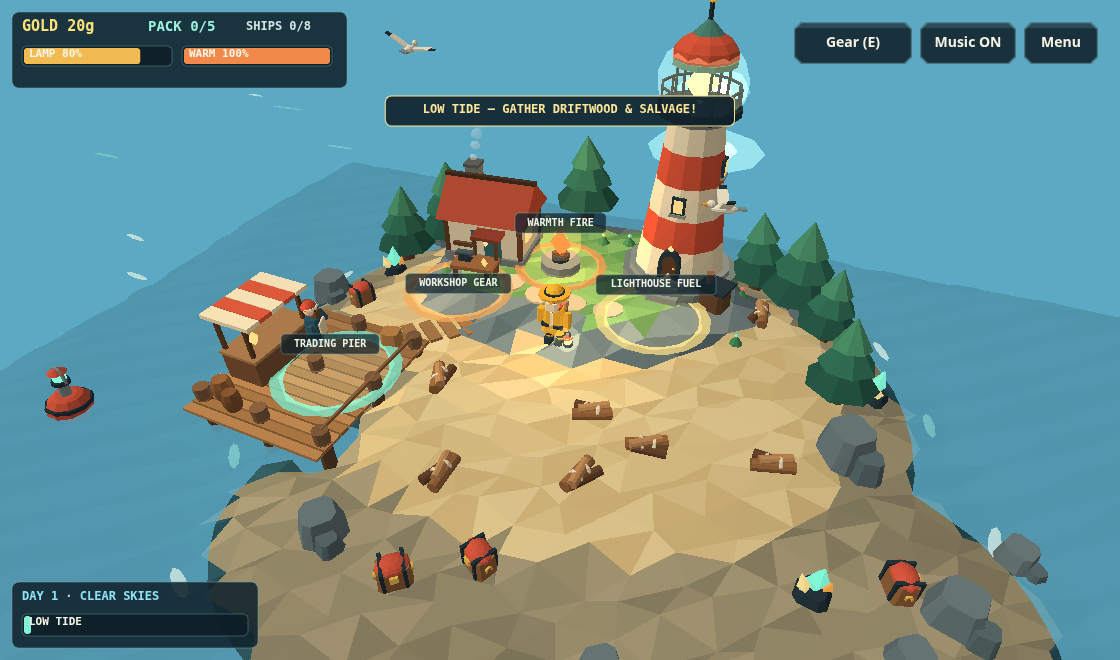 GOLD 20g PACK 0/5 SHIPS 0/8
LAMP 80% WARM 100%
Gear (E) Music ON Menu
LOW TIDE — GATHER DRIFTWOOD & SALVAGE!
WARMTH FIRE
WORKSHOP GEAR
LIGHTHOUSE FUEL
TRADING PIER
DAY 1 · CLEAR SKIES
LOW TIDE